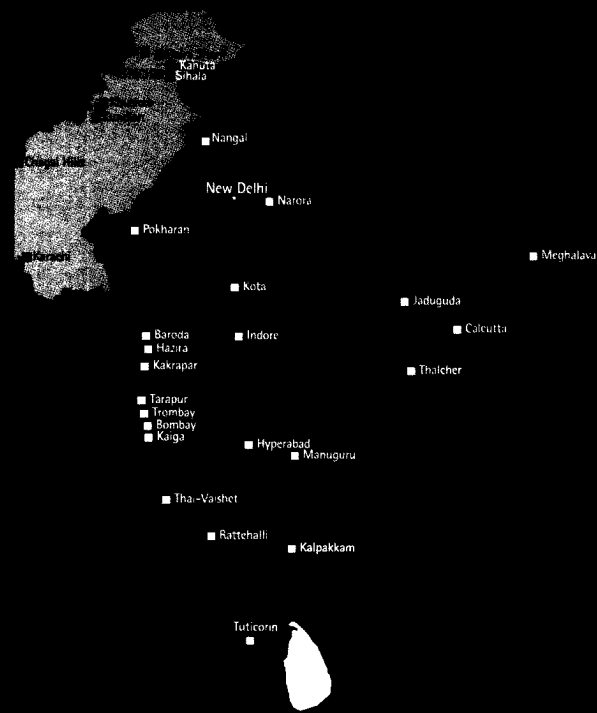 Kahuta
Sihala
Nangal
New Delhi
Narora
Pokharan
Karachi
Meghalaya
Kota
Jaduguda
Calcutta
Baroda
Indore
Hazira
Kakrapar
Thalcher
Tarapur
Trombay
Bombay
Kaiga
Hyperabad
Manuguru
Thai-Vaishet
Rattehalli
Kalpakkam
Tuticorin